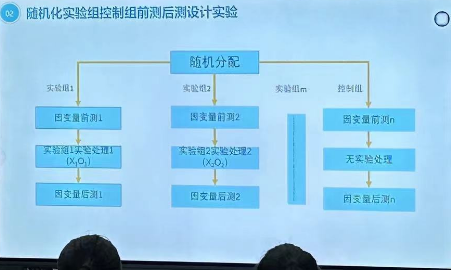 02 随机化实验组控制组前测后测设计实验
随机分配
实验组1 实验组2 实验组m 控制组
因变量前测1 因变量前测2 因变量前测n
实验组1实验处理1 实验组2实验处理2 无实验处理
(X₁O₁) (X₂O₁)
因变量后测1 因变量后测2 因变量后测n